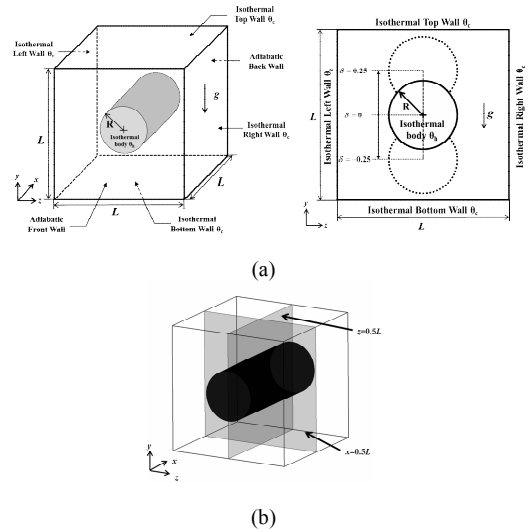 Isothermal
Top Wall θc
Isothermal
Left Wall θc
Adiabatic
Back Wall
g
R
Isothermal
body θh
L
Isothermal
Right Wall θc
L
y
x
z
L
Adiabatic
Front Wall
Isothermal
Bottom Wall θc
Isothermal Top Wall θc
Isothermal Left Wall θc
δ=0.25
R
g
δ=0
Isothermal
body θh
L
δ=-0.25
Isothermal Right Wall θc
Isothermal Bottom Wall θc
y
z
L
(a)
z=0.5L
y
x
z
x=0.5L
(b)